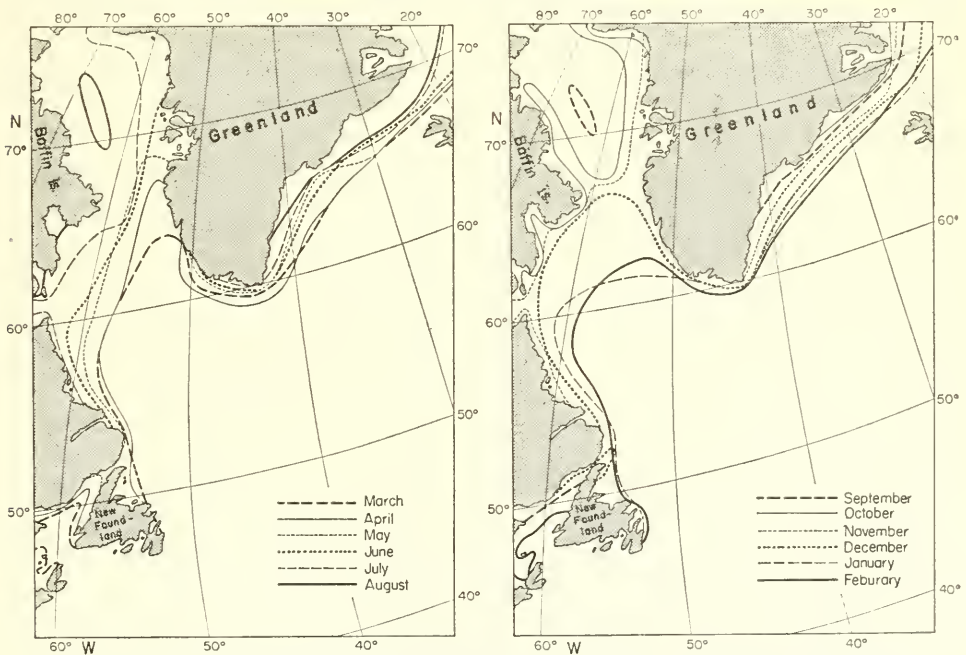 80° 70° 60° 50° 40° 30° 20°
70°
N
70°
Baffin Is.
Greenland
60°
60°
50°
50°
New Found-
land
40°
60° W 50° 40°
March
April
May
June
July
August
80° 70° 60° 50° 40° 30° 20°
70°
N
70°
Baffin Is.
Greenland
60°
60°
50°
50°
New Found-
land
40°
60° W 50° 40°
September
October
November
December
January
Feburary